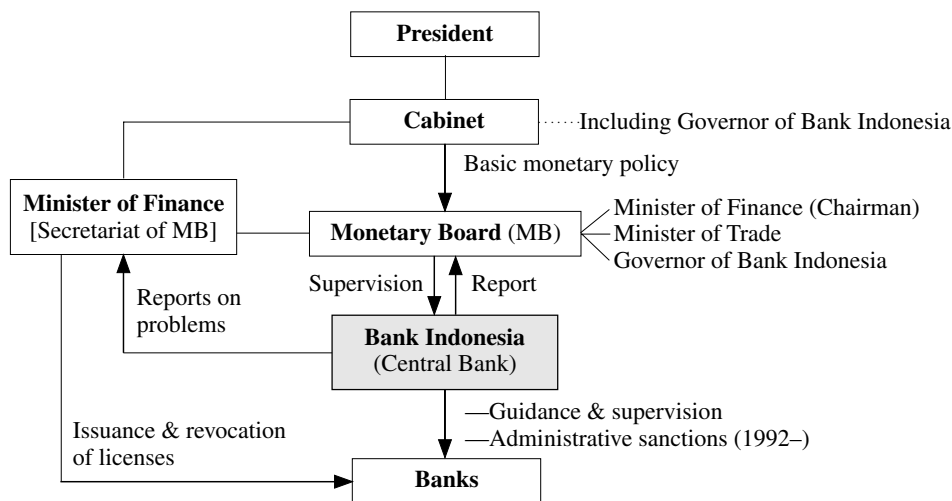 President
Cabinet
Including Governor of Bank Indonesia
Basic monetary policy
Minister of Finance
[Secretariat of MB]
Monetary Board (MB)
Minister of Finance (Chairman)
Minister of Trade
Governor of Bank Indonesia
Supervision
Report
Reports on
problems
Bank Indonesia
(Central Bank)
—Guidance & supervision
—Administrative sanctions (1992–)
Issuance & revocation
of licenses
Banks